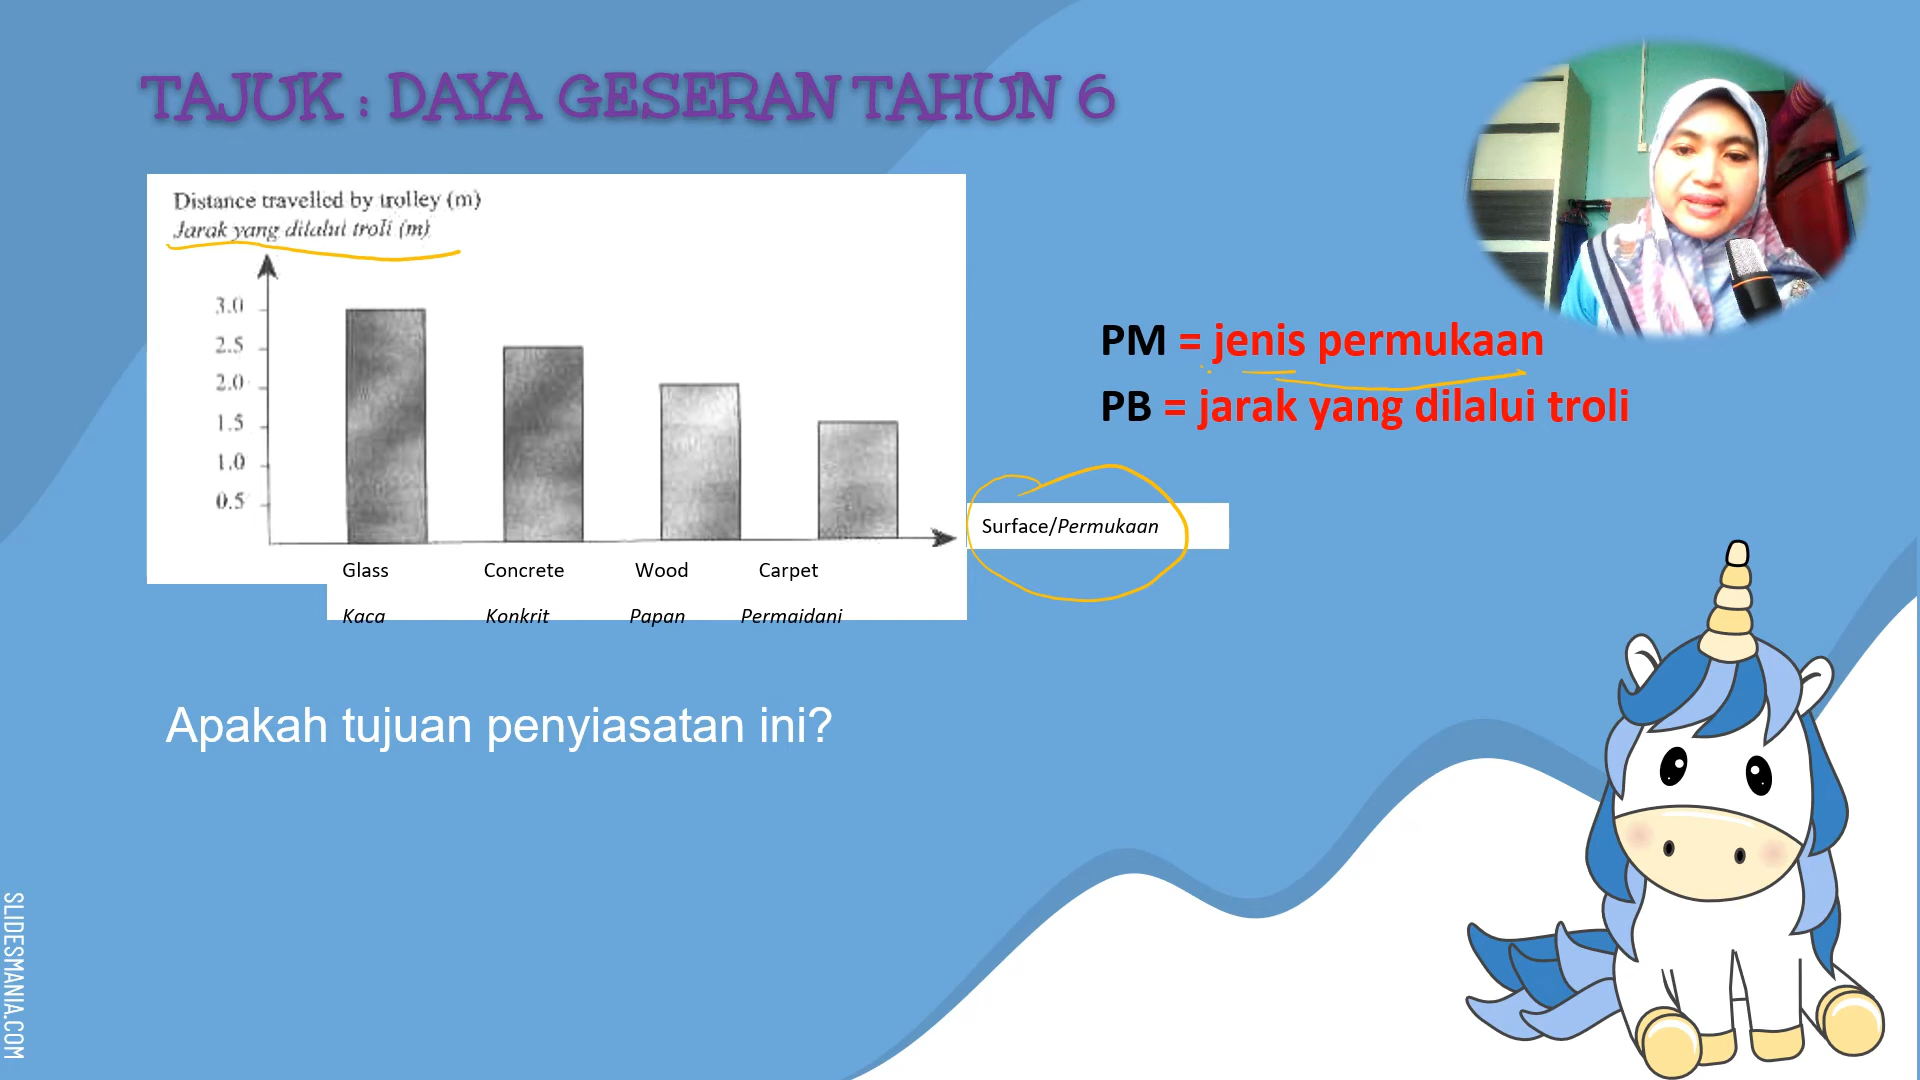 TAJUK : DAYA GESERAN TAHUN 6
Distance travelled by trolley (m)
Jarak yang dilalui troli (m)
3.0
2.5
2.0
1.5
1.0
0.5
Surface/Permukaan
Glass Concrete Wood Carpet
Kaca Konkrit Papan Permaidani
PM = jenis permukaan
PB = jarak yang dilalui troli
Apakah tujuan penyiasatan ini?
SLIDESMANIA.COM